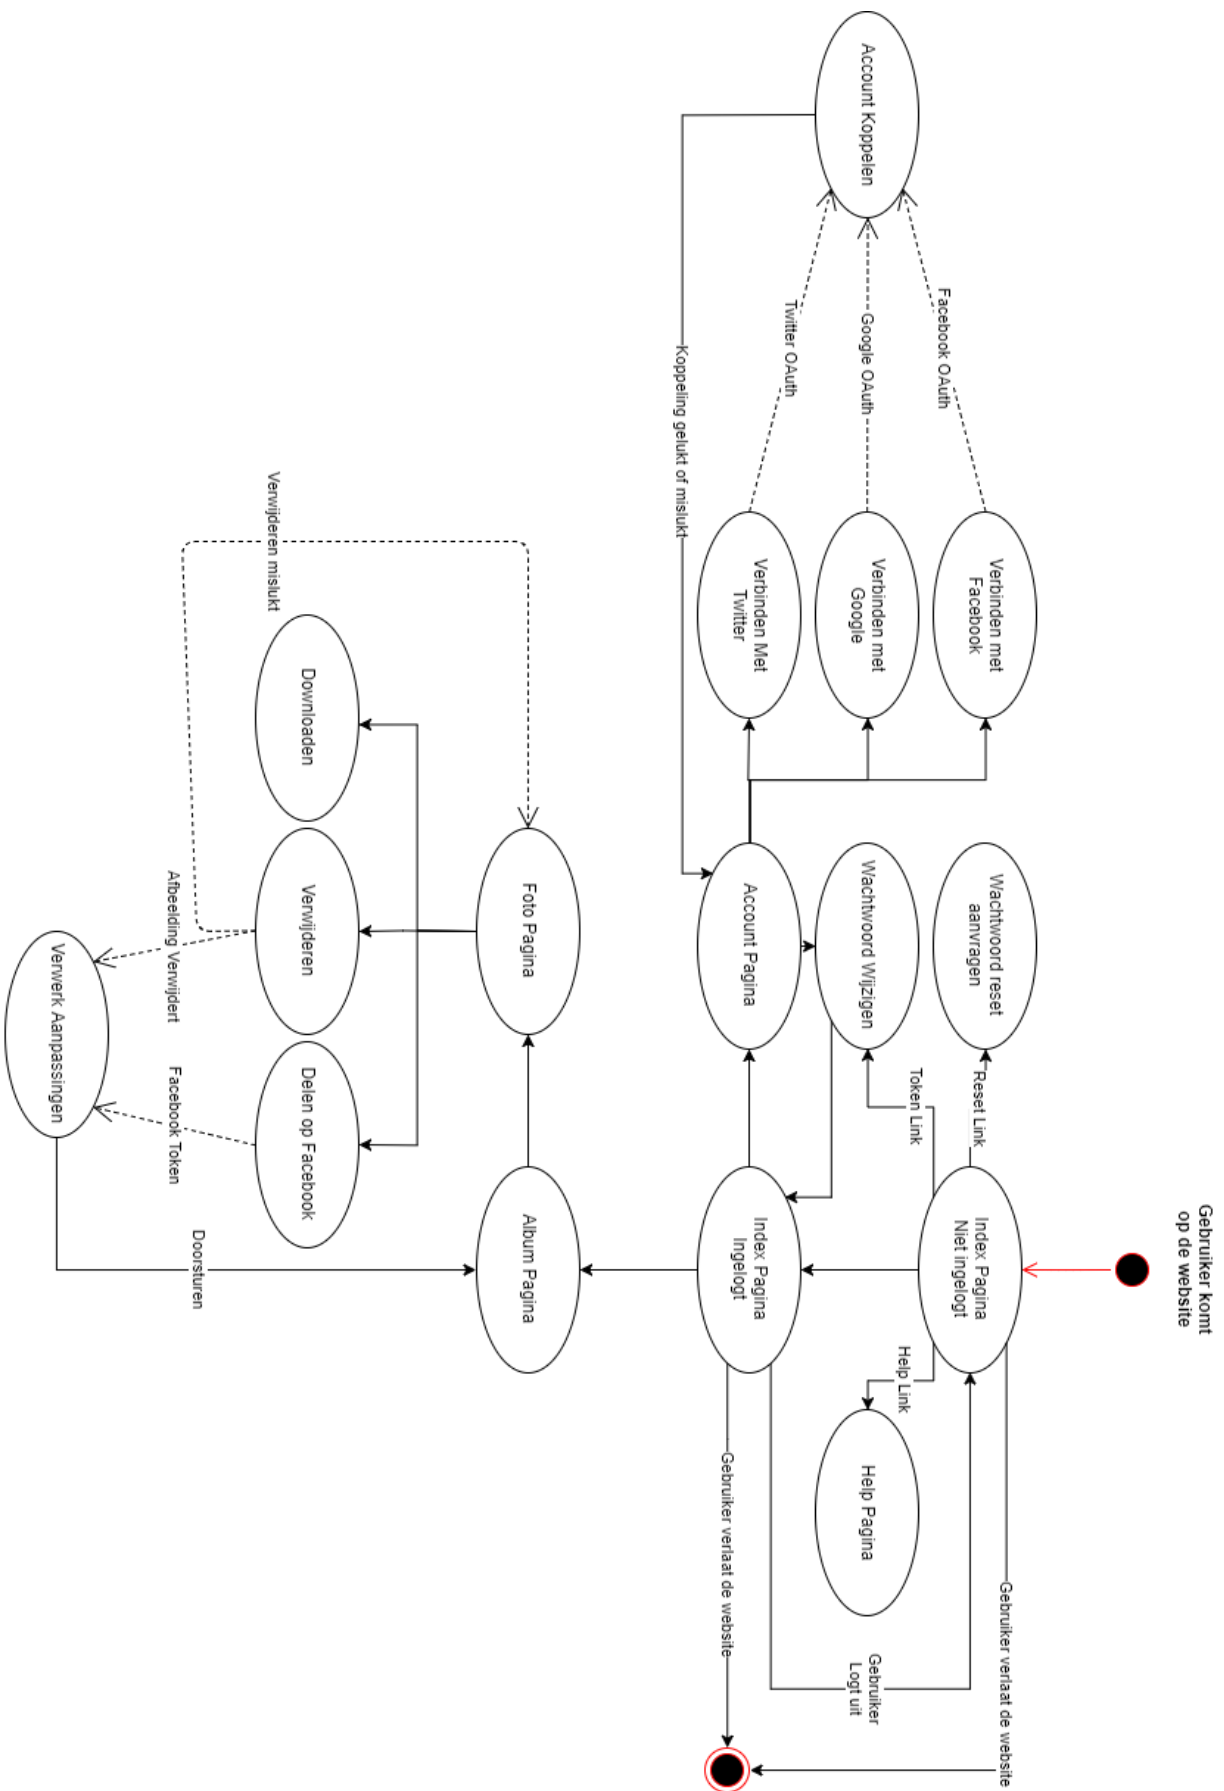 Gebruiker komt
op de website
Index Pagina
Niet ingelogt
Reset Link
Token Link
Help Link
Gebruiker verlaat de website
Wachtwoord reset
aanvragen
Wachtwoord Wijzigen
Help Pagina
Gebruiker
Logt uit
Verbinden met
Facebook
Verbinden met
Google
Verbinden Met
Twitter
Facebook OAuth
Google OAuth
Twitter OAuth
Account Koppelen
Koppeling gelukt of mislukt
Account Pagina
Index Pagina
Ingelogt
Gebruiker verlaat de website
Foto Pagina
Album Pagina
Verwijderen mislukt
Downloaden
Verwijderen
Delen op Facebook
Afbeelding Verwijdert
Facebook Token
Doorsturen
Verwerk Aanpassingen